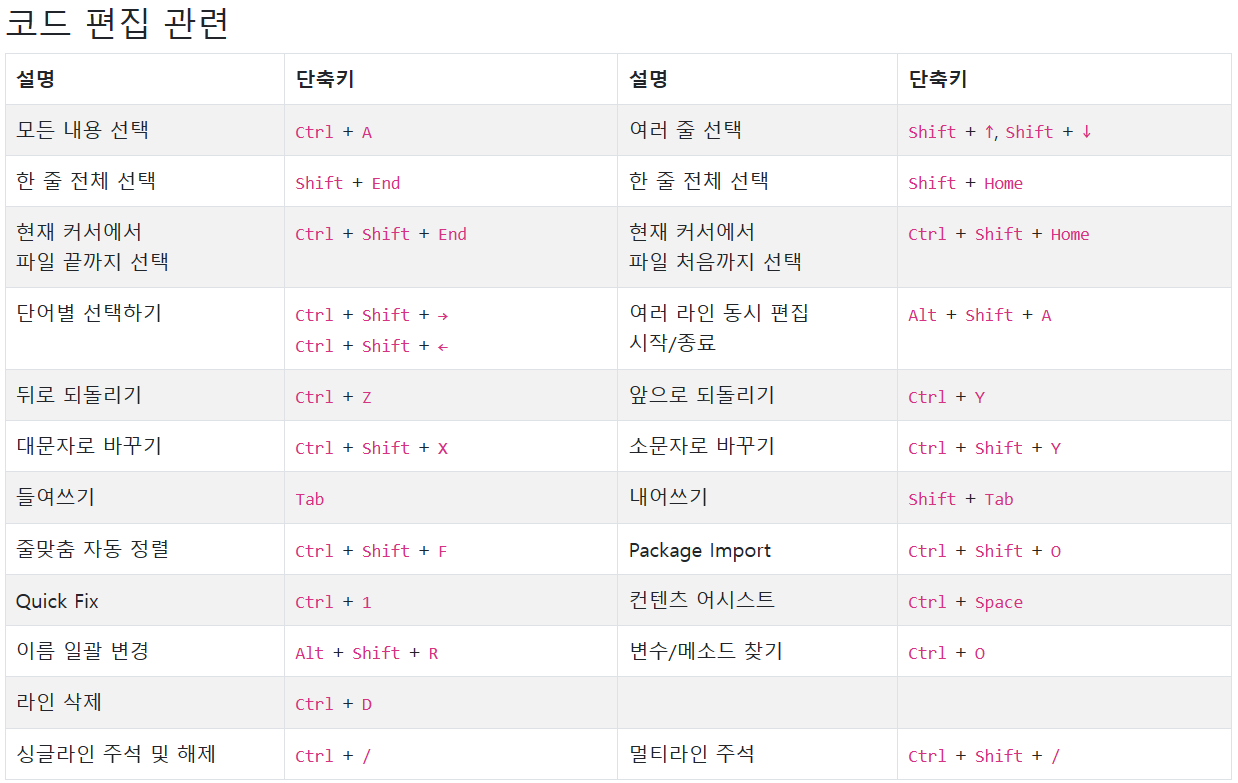 코드 편집 관련
설명 단축키 설명 단축키
모든 내용 선택 Ctrl + A 여러 줄 선택 Shift + ↑, Shift + ↓
한 줄 전체 선택 Shift + End 한 줄 전체 선택 Shift + Home
현재 커서에서 Ctrl + Shift + End 현재 커서에서 Ctrl + Shift + Home
파일 끝까지 선택 파일 처음까지 선택
단어별 선택하기 Ctrl + Shift + → 여러 라인 동시 편집 Alt + Shift + A
Ctrl + Shift + ← 시작/종료
뒤로 되돌리기 Ctrl + Z 앞으로 되돌리기 Ctrl + Y
대문자로 바꾸기 Ctrl + Shift + X 소문자로 바꾸기 Ctrl + Shift + Y
들여쓰기 Tab 내어쓰기 Shift + Tab
줄맞춤 자동 정렬 Ctrl + Shift + F Package Import Ctrl + Shift + O
Quick Fix Ctrl + 1 컨텐츠 어시스트 Ctrl + Space
이름 일괄 변경 Alt + Shift + R 변수/메소드 찾기 Ctrl + O
라인 삭제 Ctrl + D
싱글라인 주석 및 해제 Ctrl + / 멀티라인 주석 Ctrl + Shift + /